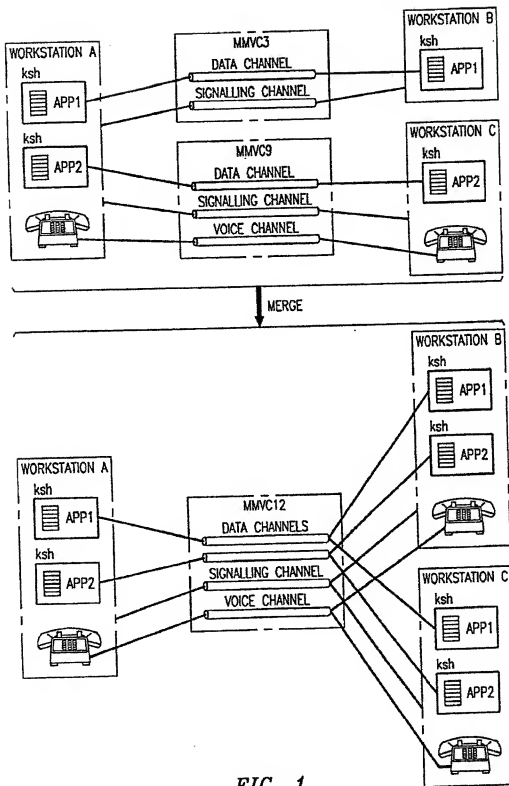 WORKSTATION A
ksh
APP1
ksh
APP2
MMVC3
DATA CHANNEL
SIGNALLING CHANNEL
MMVC9
DATA CHANNEL
SIGNALLING CHANNEL
VOICE CHANNEL
WORKSTATION B
ksh
APP1
WORKSTATION C
ksh
APP2
MERGE
WORKSTATION A
ksh
APP1
ksh
APP2
MMVC12
DATA CHANNELS
SIGNALLING CHANNEL
VOICE CHANNEL
WORKSTATION B
ksh
APP1
ksh
APP2
WORKSTATION C
ksh
APP1
ksh
APP2
FIG. 1